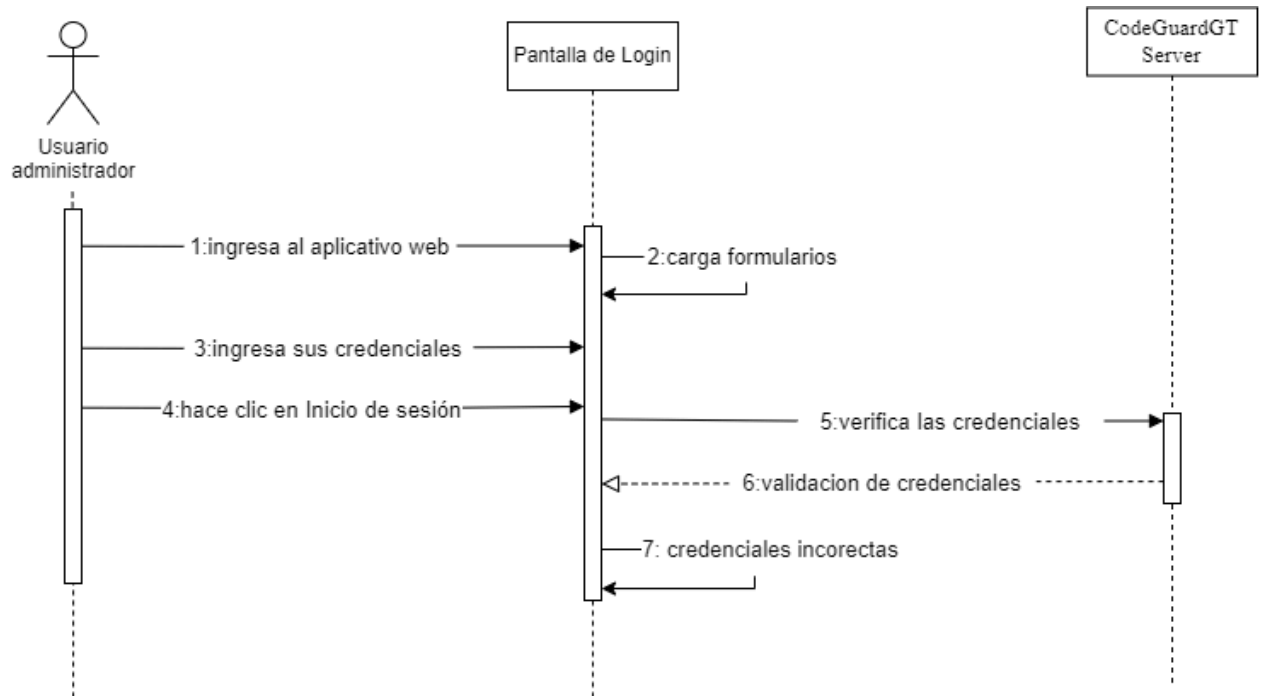 CodeGuardGT
Server
Pantalla de Login
Usuario
administrador
1:ingresa al aplicativo web
2:carga formularios
3:ingresa sus credenciales
4:hace clic en Inicio de sesión
5:verifica las credenciales
6:validacion de credenciales
7: credenciales incorectas